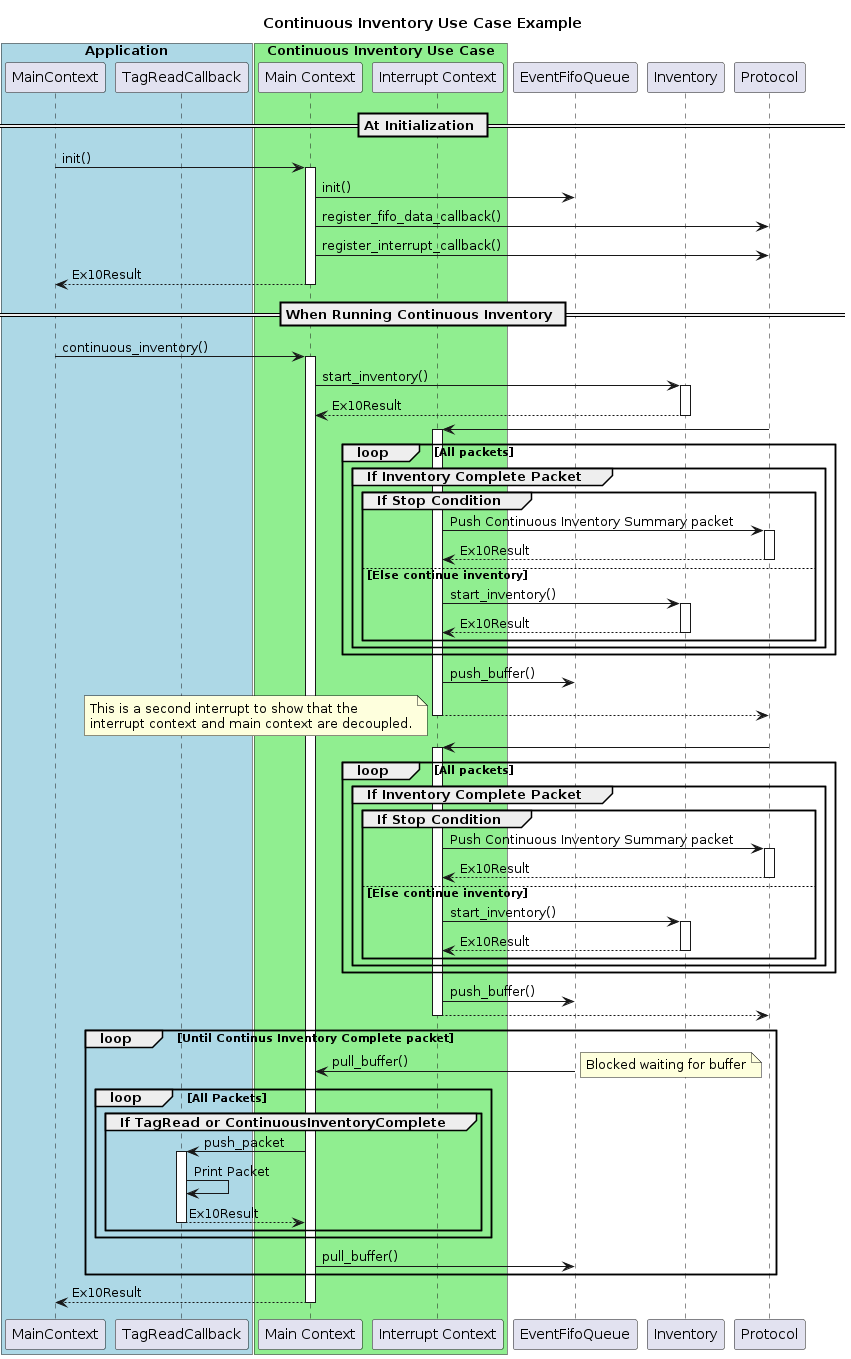 Continuous Inventory Use Case Example
Application
Continuous Inventory Use Case
MainContext
TagReadCallback
Main Context
Interrupt Context
EventFifoQueue
Inventory
Protocol
At Initialization
init()
init()
register_fifo_data_callback()
register_interrupt_callback()
Ex10Result
When Running Continuous Inventory
continuous_inventory()
start_inventory()
Ex10Result
loop [All packets]
If Inventory Complete Packet
If Stop Condition
Push Continuous Inventory Summary packet
Ex10Result
[Else continue inventory]
start_inventory()
Ex10Result
push_buffer()
This is a second interrupt to show that the
interrupt context and main context are decoupled.
loop [All packets]
If Inventory Complete Packet
If Stop Condition
Push Continuous Inventory Summary packet
Ex10Result
[Else continue inventory]
start_inventory()
Ex10Result
push_buffer()
loop [Until Continus Inventory Complete packet]
pull_buffer()
Blocked waiting for buffer
loop [All Packets]
If TagRead or ContinuousInventoryComplete
push_packet
Print Packet
Ex10Result
pull_buffer()
Ex10Result
MainContext
TagReadCallback
Main Context
Interrupt Context
EventFifoQueue
Inventory
Protocol